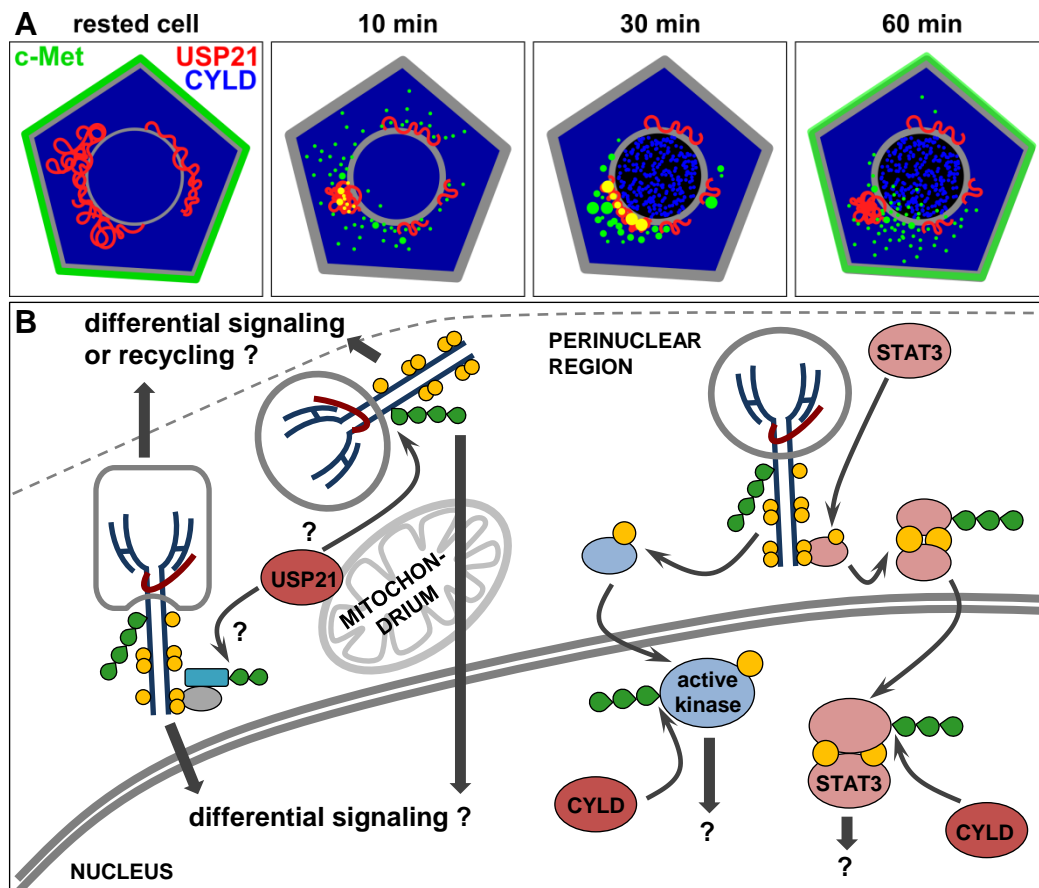 A
rested cell
10 min
30 min
60 min
c-Met
USP21
CYLD
B
differential signaling
or recycling ?
PERINUCLEAR
REGION
STAT3
?
USP21
?
MITOCHON-
DRIUM
active
kinase
STAT3
CYLD
CYLD
differential signaling ?
?
?
NUCLEUS